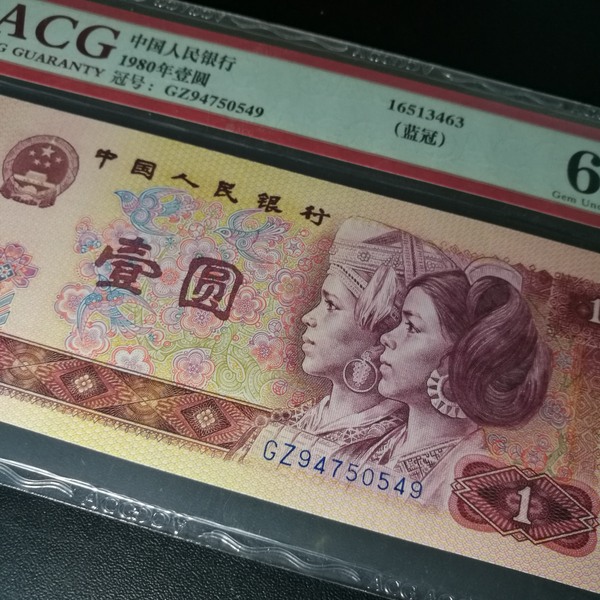 ACG
G GUARANTY
中国人民银行
1980年壹圆
冠号：GZ94750549
16513463
（蓝冠）
6
Gem Unc
中国人民银行
壹圆
1
GZ94750549
1